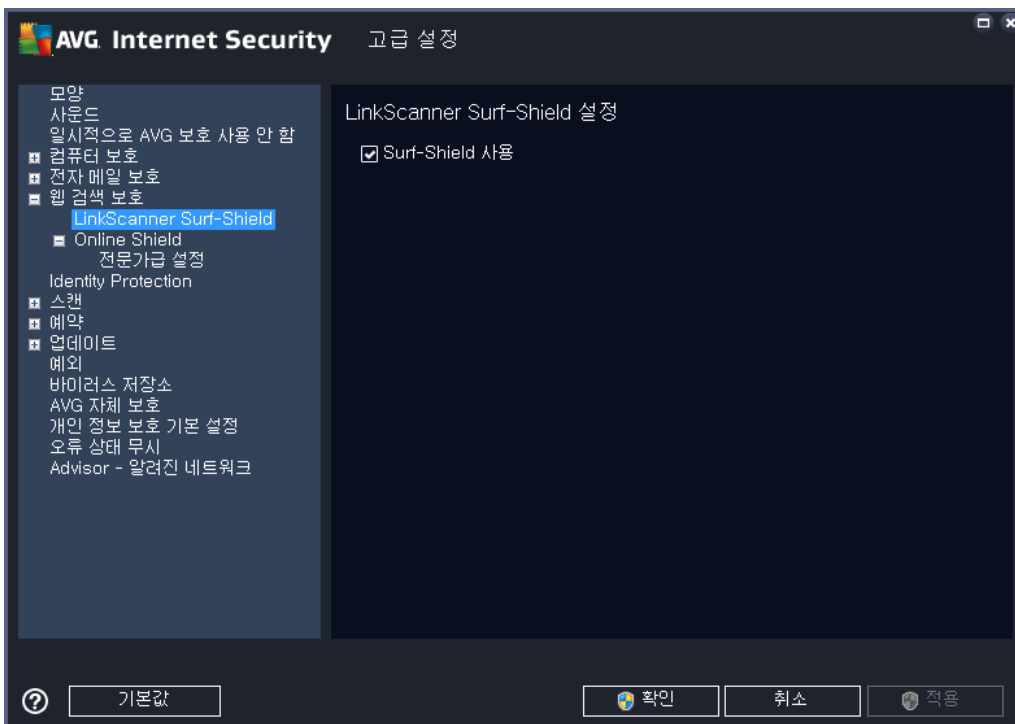 AVG. Internet Security 고급 설정
모양
사운드
일시적으로 AVG 보호 사용 안 함
컴퓨터 보호
전자 메일 보호
웹 검색 보호
LinkScanner Surf-Shield
Online Shield
전문가급 설정
Identity Protection
스캔
예약
업데이트
예외
바이러스 저장소
AVG 자체 보호
개인 정보 보호 기본 설정
오류 상태 무시
Advisor - 알려진 네트워크
LinkScanner Surf-Shield 설정
Surf-Shield 사용
기본값
확인
취소
적용